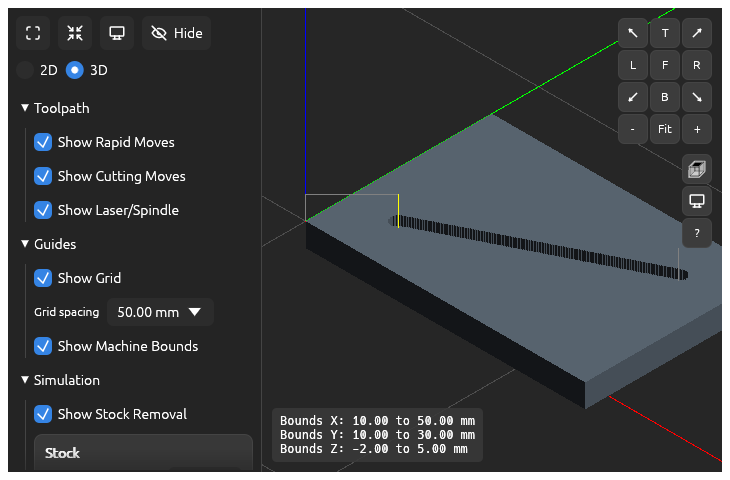 Hide
2D 3D
Toolpath
Show Rapid Moves
Show Cutting Moves
Show Laser/Spindle
Guides
Show Grid
Grid spacing 50.00 mm
Show Machine Bounds
Simulation
Show Stock Removal
Stock
T
L F R
B
- Fit +
?
Bounds X: 10.00 to 50.00 mm
Bounds Y: 10.00 to 30.00 mm
Bounds Z: -2.00 to 5.00 mm